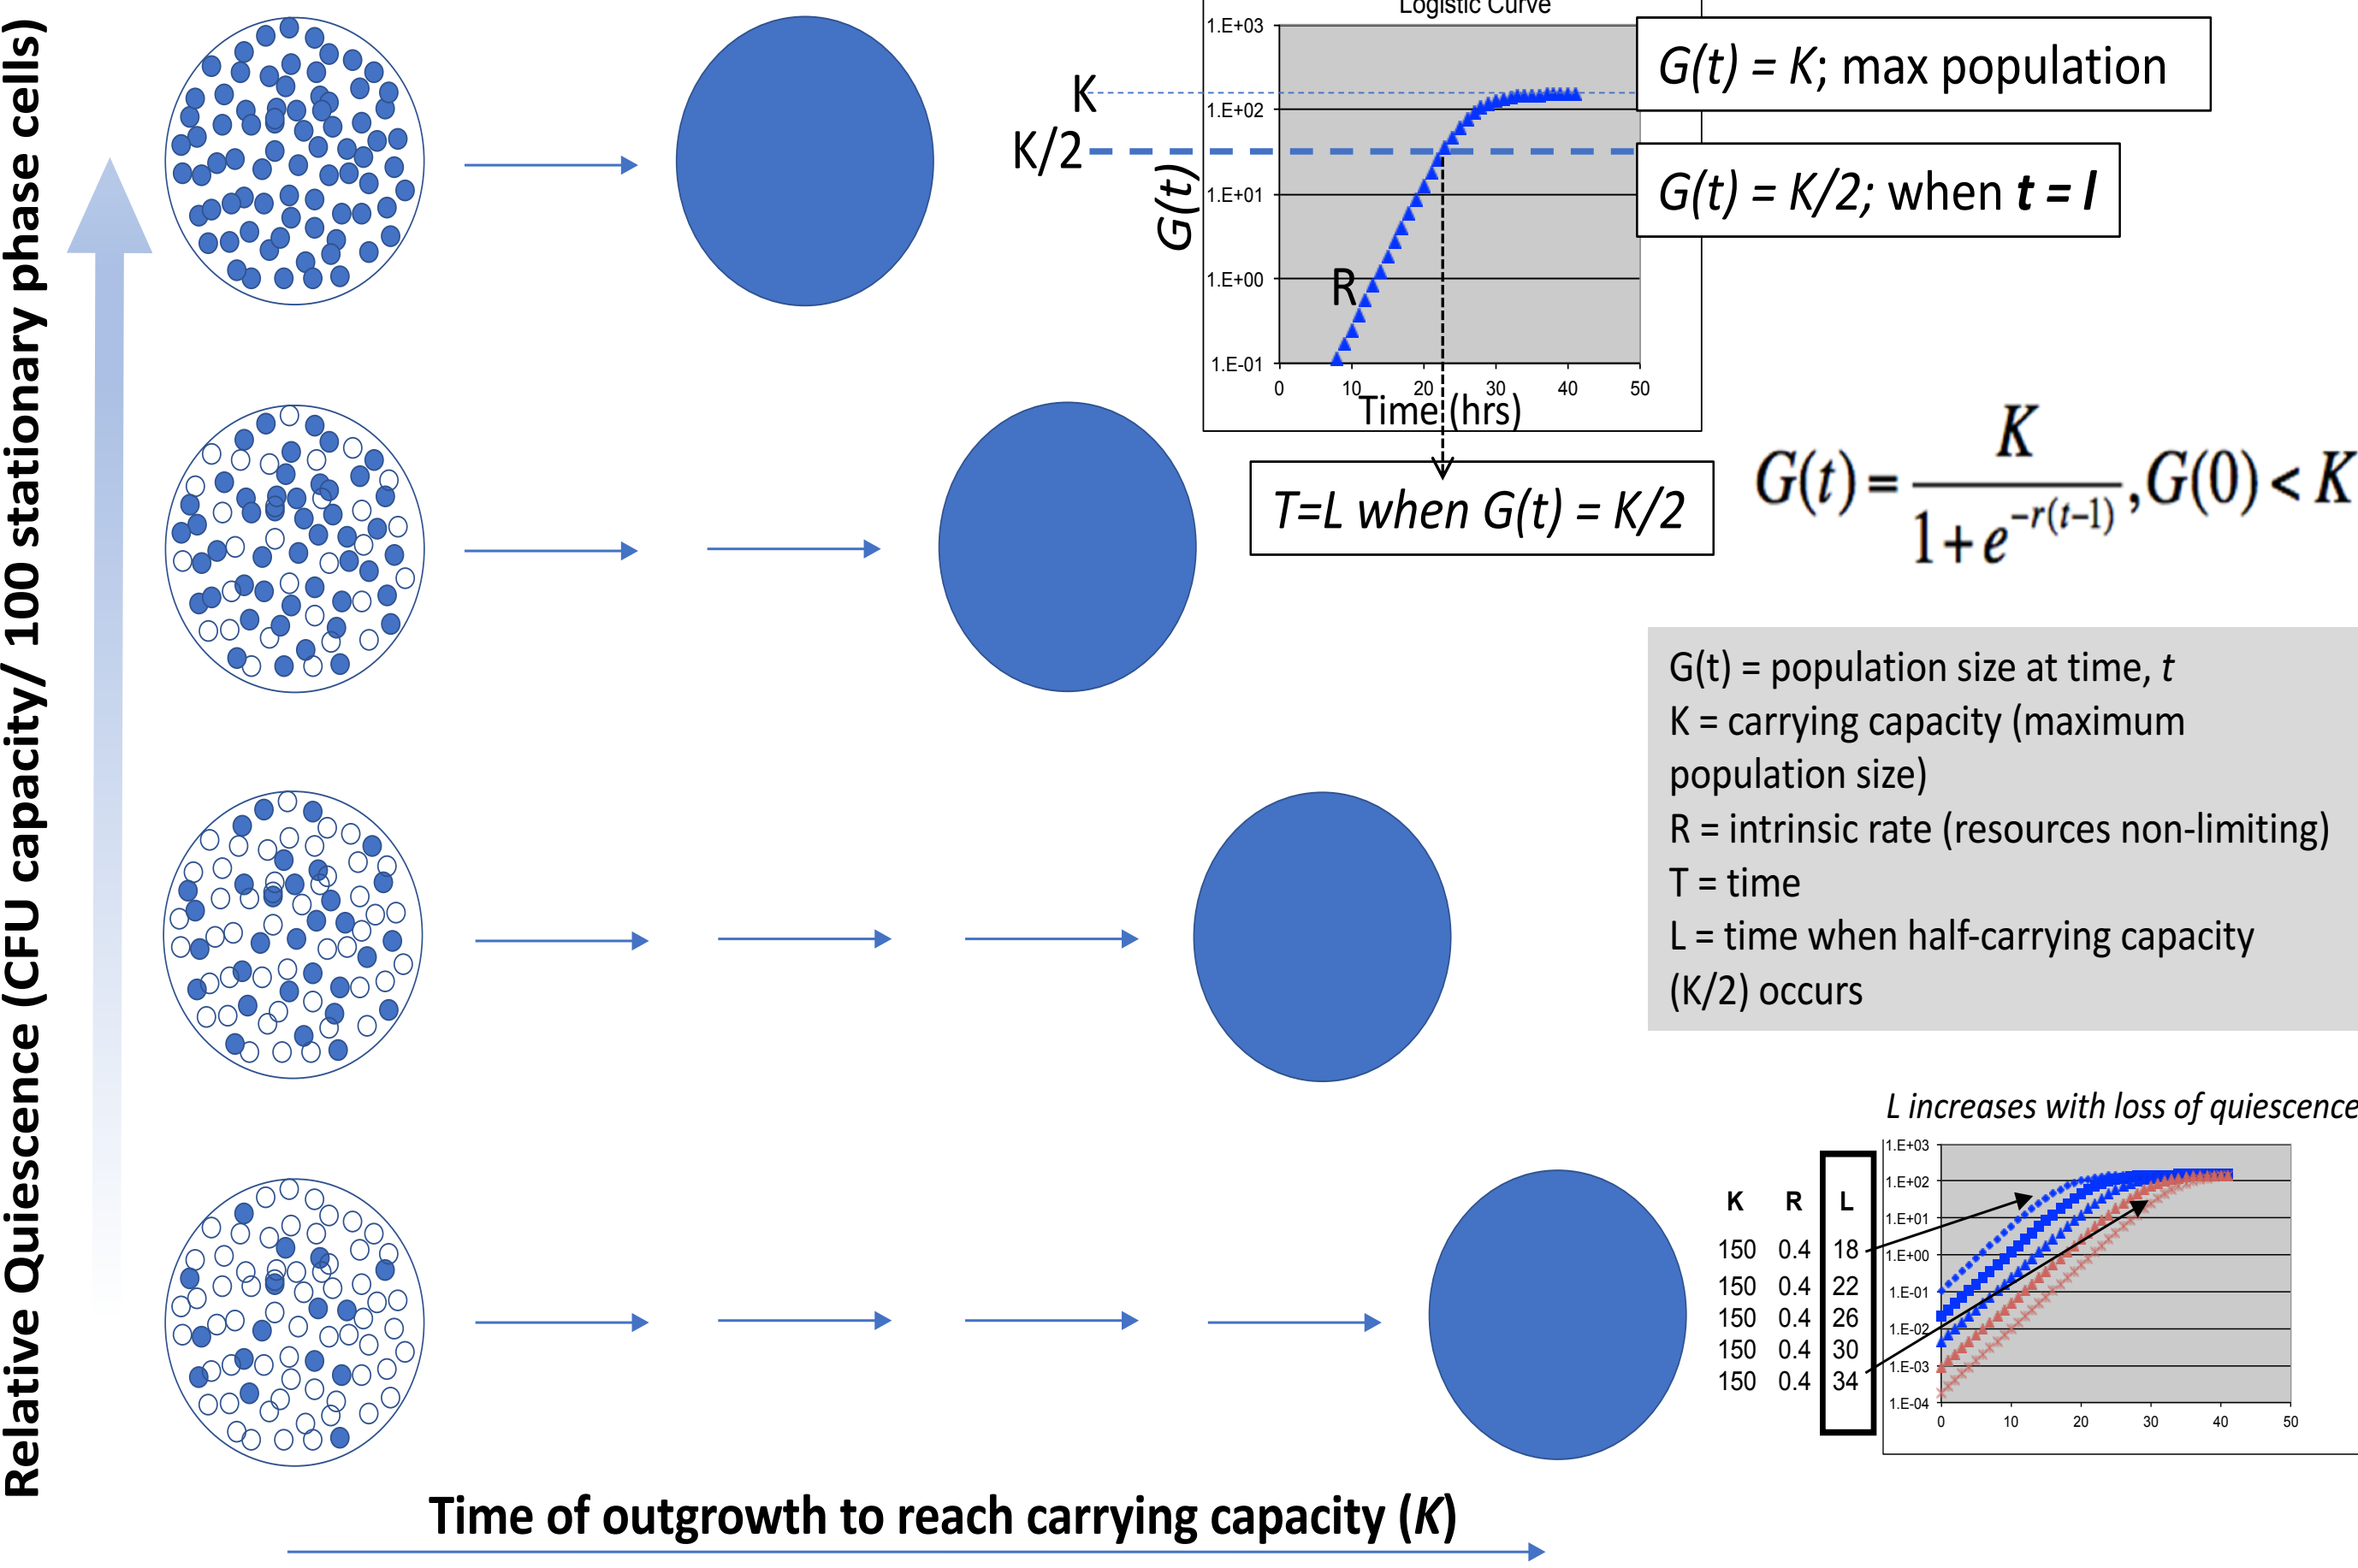 Relative Quiescence (CFU capacity/ 100 stationary phase cells)
Logistic Curve
1.E+03
1.E+02
1.E+01
1.E+00
1.E-01
K
K/2
G(t)
R
0 10 20 30 40 50
Time (hrs)
G(t) = K; max population
G(t) = K/2; when t = l
T=L when G(t) = K/2
G(t) = K / (1+e^{-r(t-1)}), G(0) < K
G(t) = population size at time, t
K = carrying capacity (maximum
population size)
R = intrinsic rate (resources non-limiting)
T = time
L = time when half-carrying capacity
(K/2) occurs
L increases with loss of quiescence
K R L
150 0.4 18
150 0.4 22
150 0.4 26
150 0.4 30
150 0.4 34
1.E+03
1.E+02
1.E+01
1.E+00
1.E-01
1.E-02
1.E-03
1.E-04
0 10 20 30 40 50
Time of outgrowth to reach carrying capacity (K)